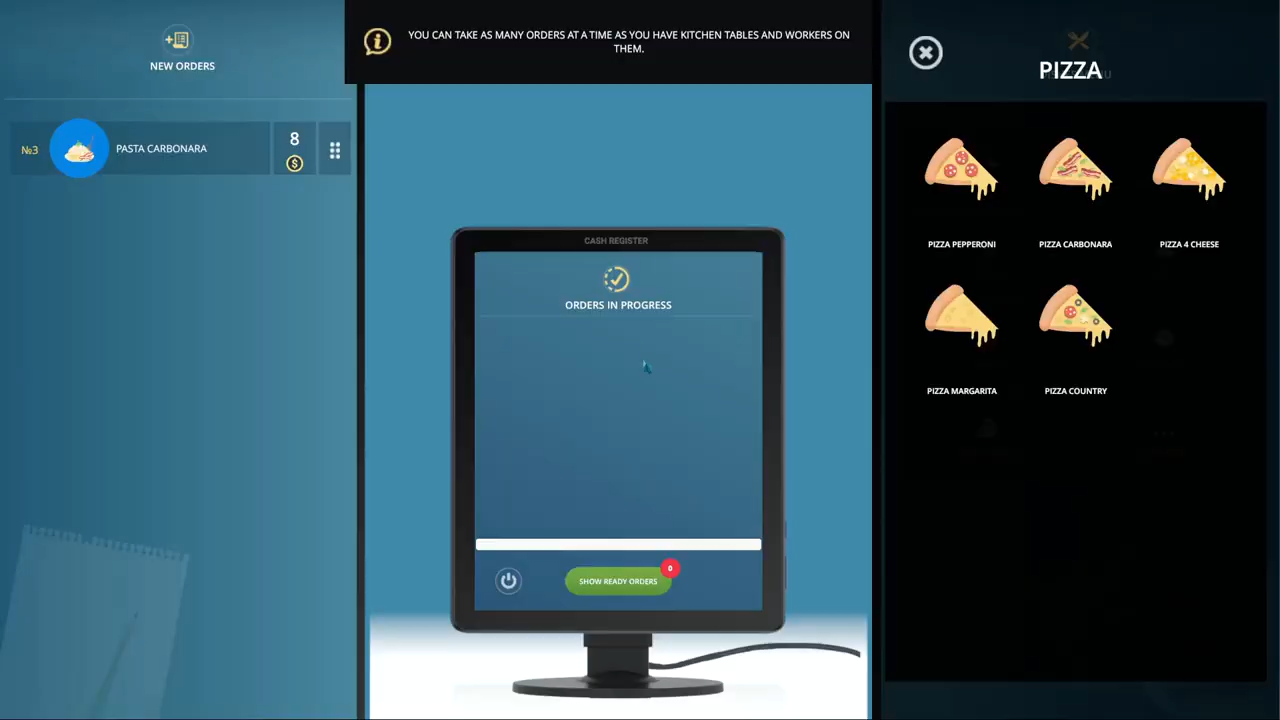 NEW ORDERS
№3
PASTA CARBONARA
8
YOU CAN TAKE AS MANY ORDERS AT A TIME AS YOU HAVE KITCHEN TABLES AND WORKERS ON
THEM.
CASH REGISTER
ORDERS IN PROGRESS
SHOW READY ORDERS
0
PIZZA
PIZZA PEPPERONI
PIZZA CARBONARA
PIZZA 4 CHEESE
PIZZA MARGARITA
PIZZA COUNTRY